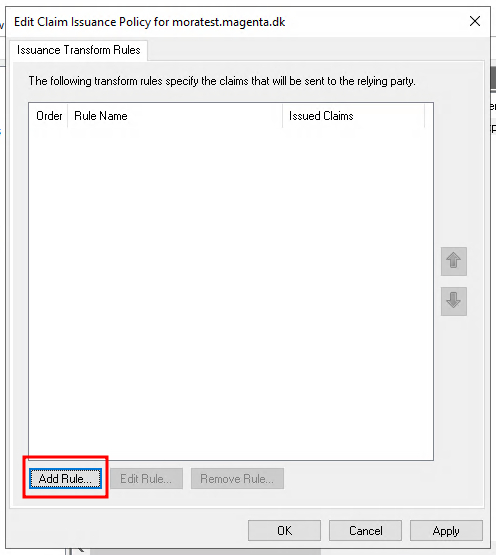 Edit Claim Issuance Policy for moratest.magenta.dk
Issuance Transform Rules
The following transform rules specify the claims that will be sent to the relying party.
Order Rule Name Issued Claims
Add Rule... Edit Rule... Remove Rule...
OK Cancel Apply